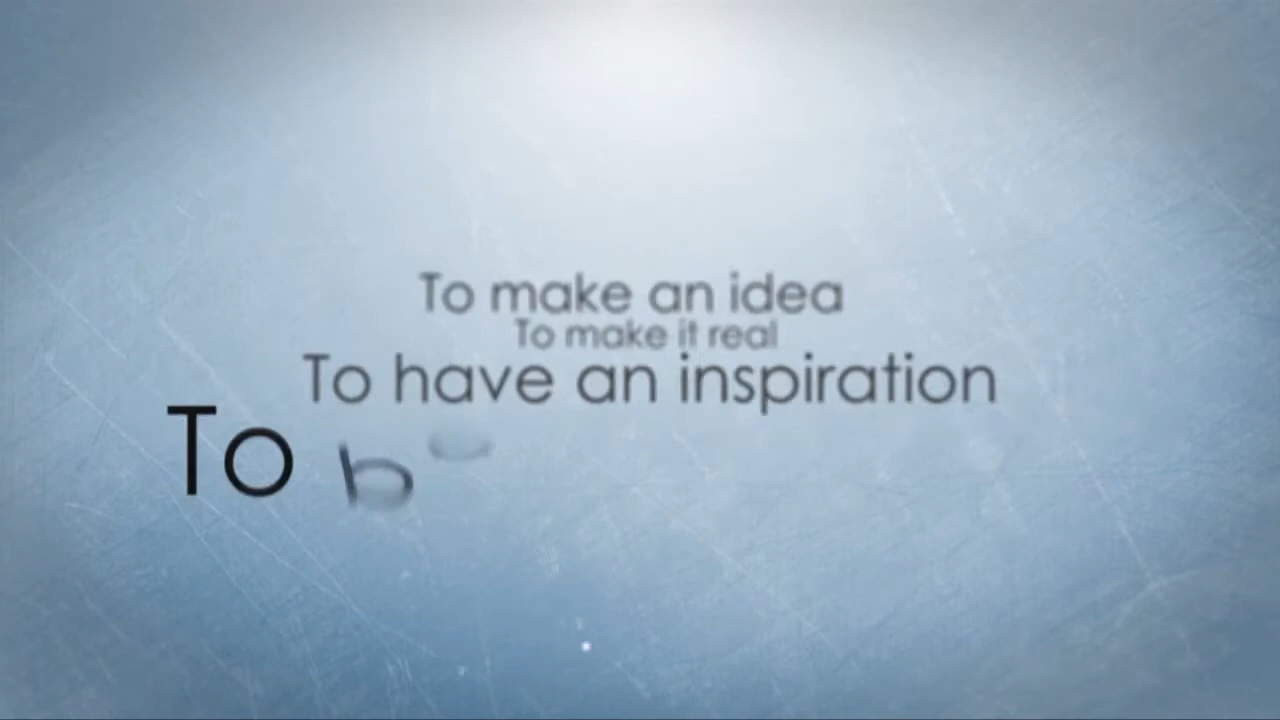 To make an idea
To make it real
To have an inspiration
To